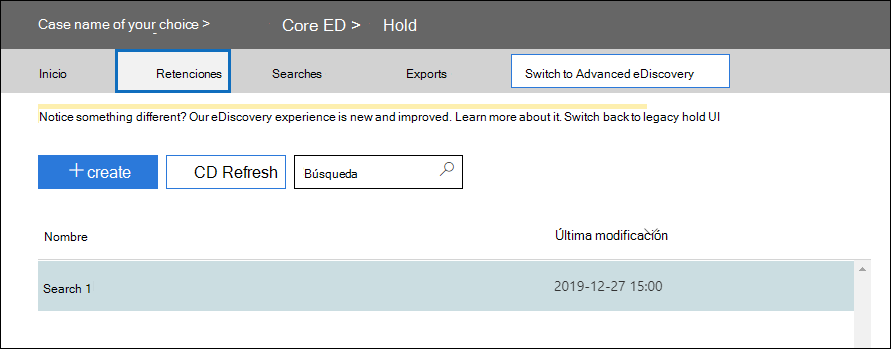 Case name of your choice > Core ED > Hold
Inicio Retenciones Searches Exports Switch to Advanced eDiscovery
Notice something different? Our eDiscovery experience is new and improved. Learn more about it. Switch back to legacy hold UI
+create CD Refresh Búsqueda
Nombre Última modificación
Search 1 2019-12-27 15:00